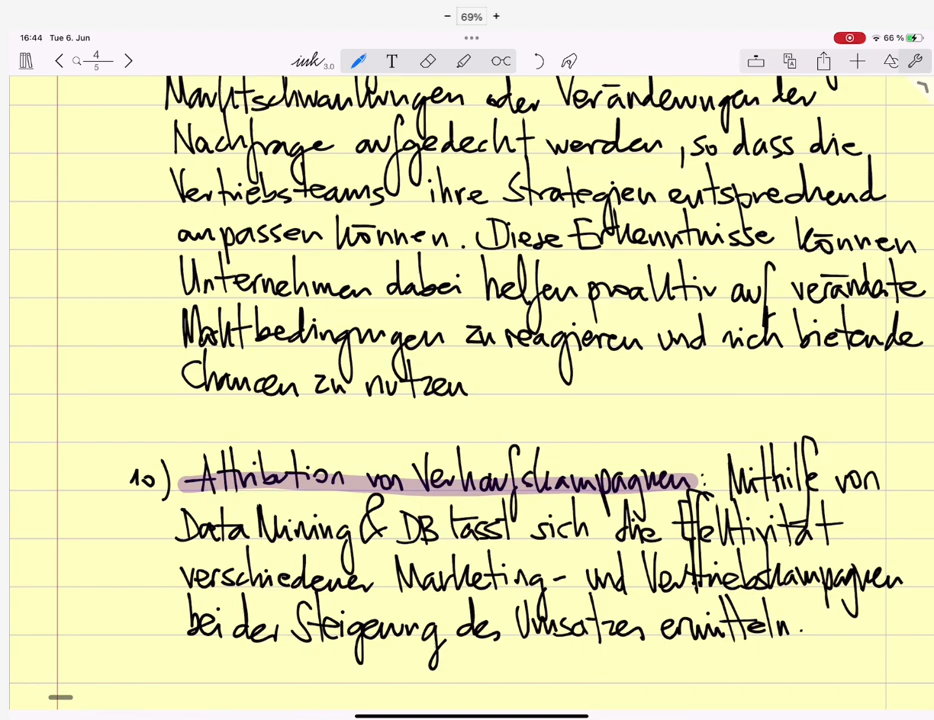 69%
16:44 Tue 6. Jun
66 %
4
5
ink 3.0
T
Marktschwankungen oder Veränderungen der
Nachfrage aufgedeckt werden, so dass die
Vertriebsteams ihre Strategien entsprechend
anpassen können. Diese Erkenntnisse können
Unternehmen dabei helfen proaktiv auf verändate
Marktbedingungen zu reagieren und sich bietende
Chancen zu nutzen
10) Attribution von Verkaufskampagnen: Mithilfe von
Data Mining & DB lässt sich die Effektivität
verschiedener Marketing- und Vertriebskampagnen
bei der Steigerung des Umsatzes ermitteln.